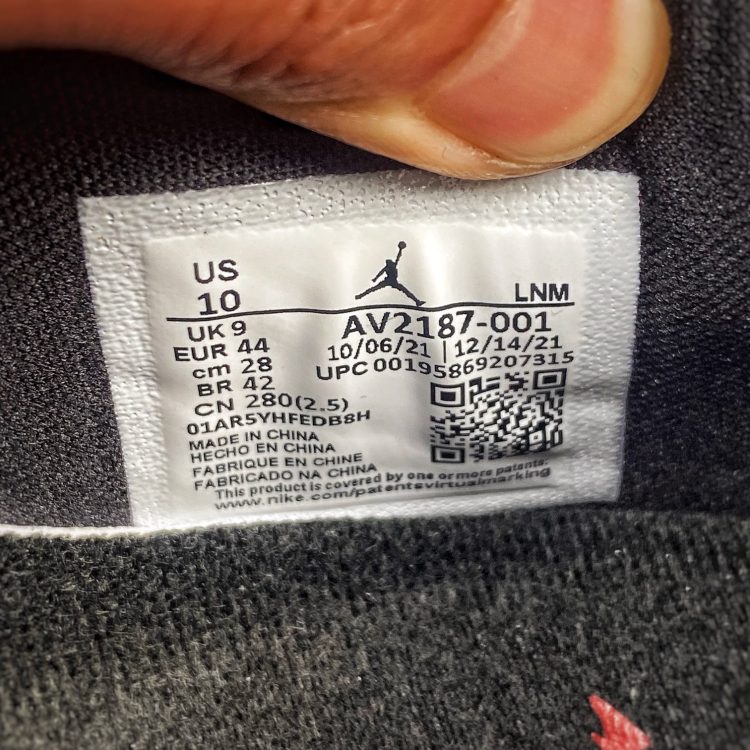 US
10
LNM
UK 9
EUR 44
cm 28
BR 42
CN 280(2.5)
01AR5YHFEDB8H
AV2187-001
10/06/21 | 12/14/21
UPC 00195869207315
MADE IN CHINA
HECHO EN CHINA
FABRIQUE EN CHINE
FABRICADO NA CHINA
This product is covered by one or more patents.
www.nike.com/patentsvirtualmarking